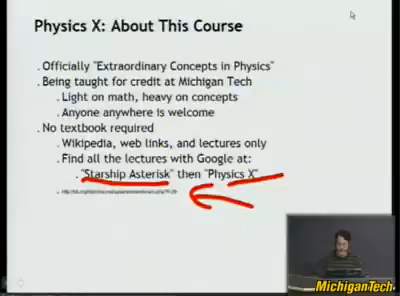 Physics X: About This Course
. Officially "Extraordinary Concepts in Physics"
. Being taught for credit at Michigan Tech
. Light on math, heavy on concepts
. Anyone anywhere is welcome
. No textbook required
. Wikipedia, web links, and lectures only
. Find all the lectures with Google at:
. "Starship Asterisk" then "Physics X"
MichiganTech